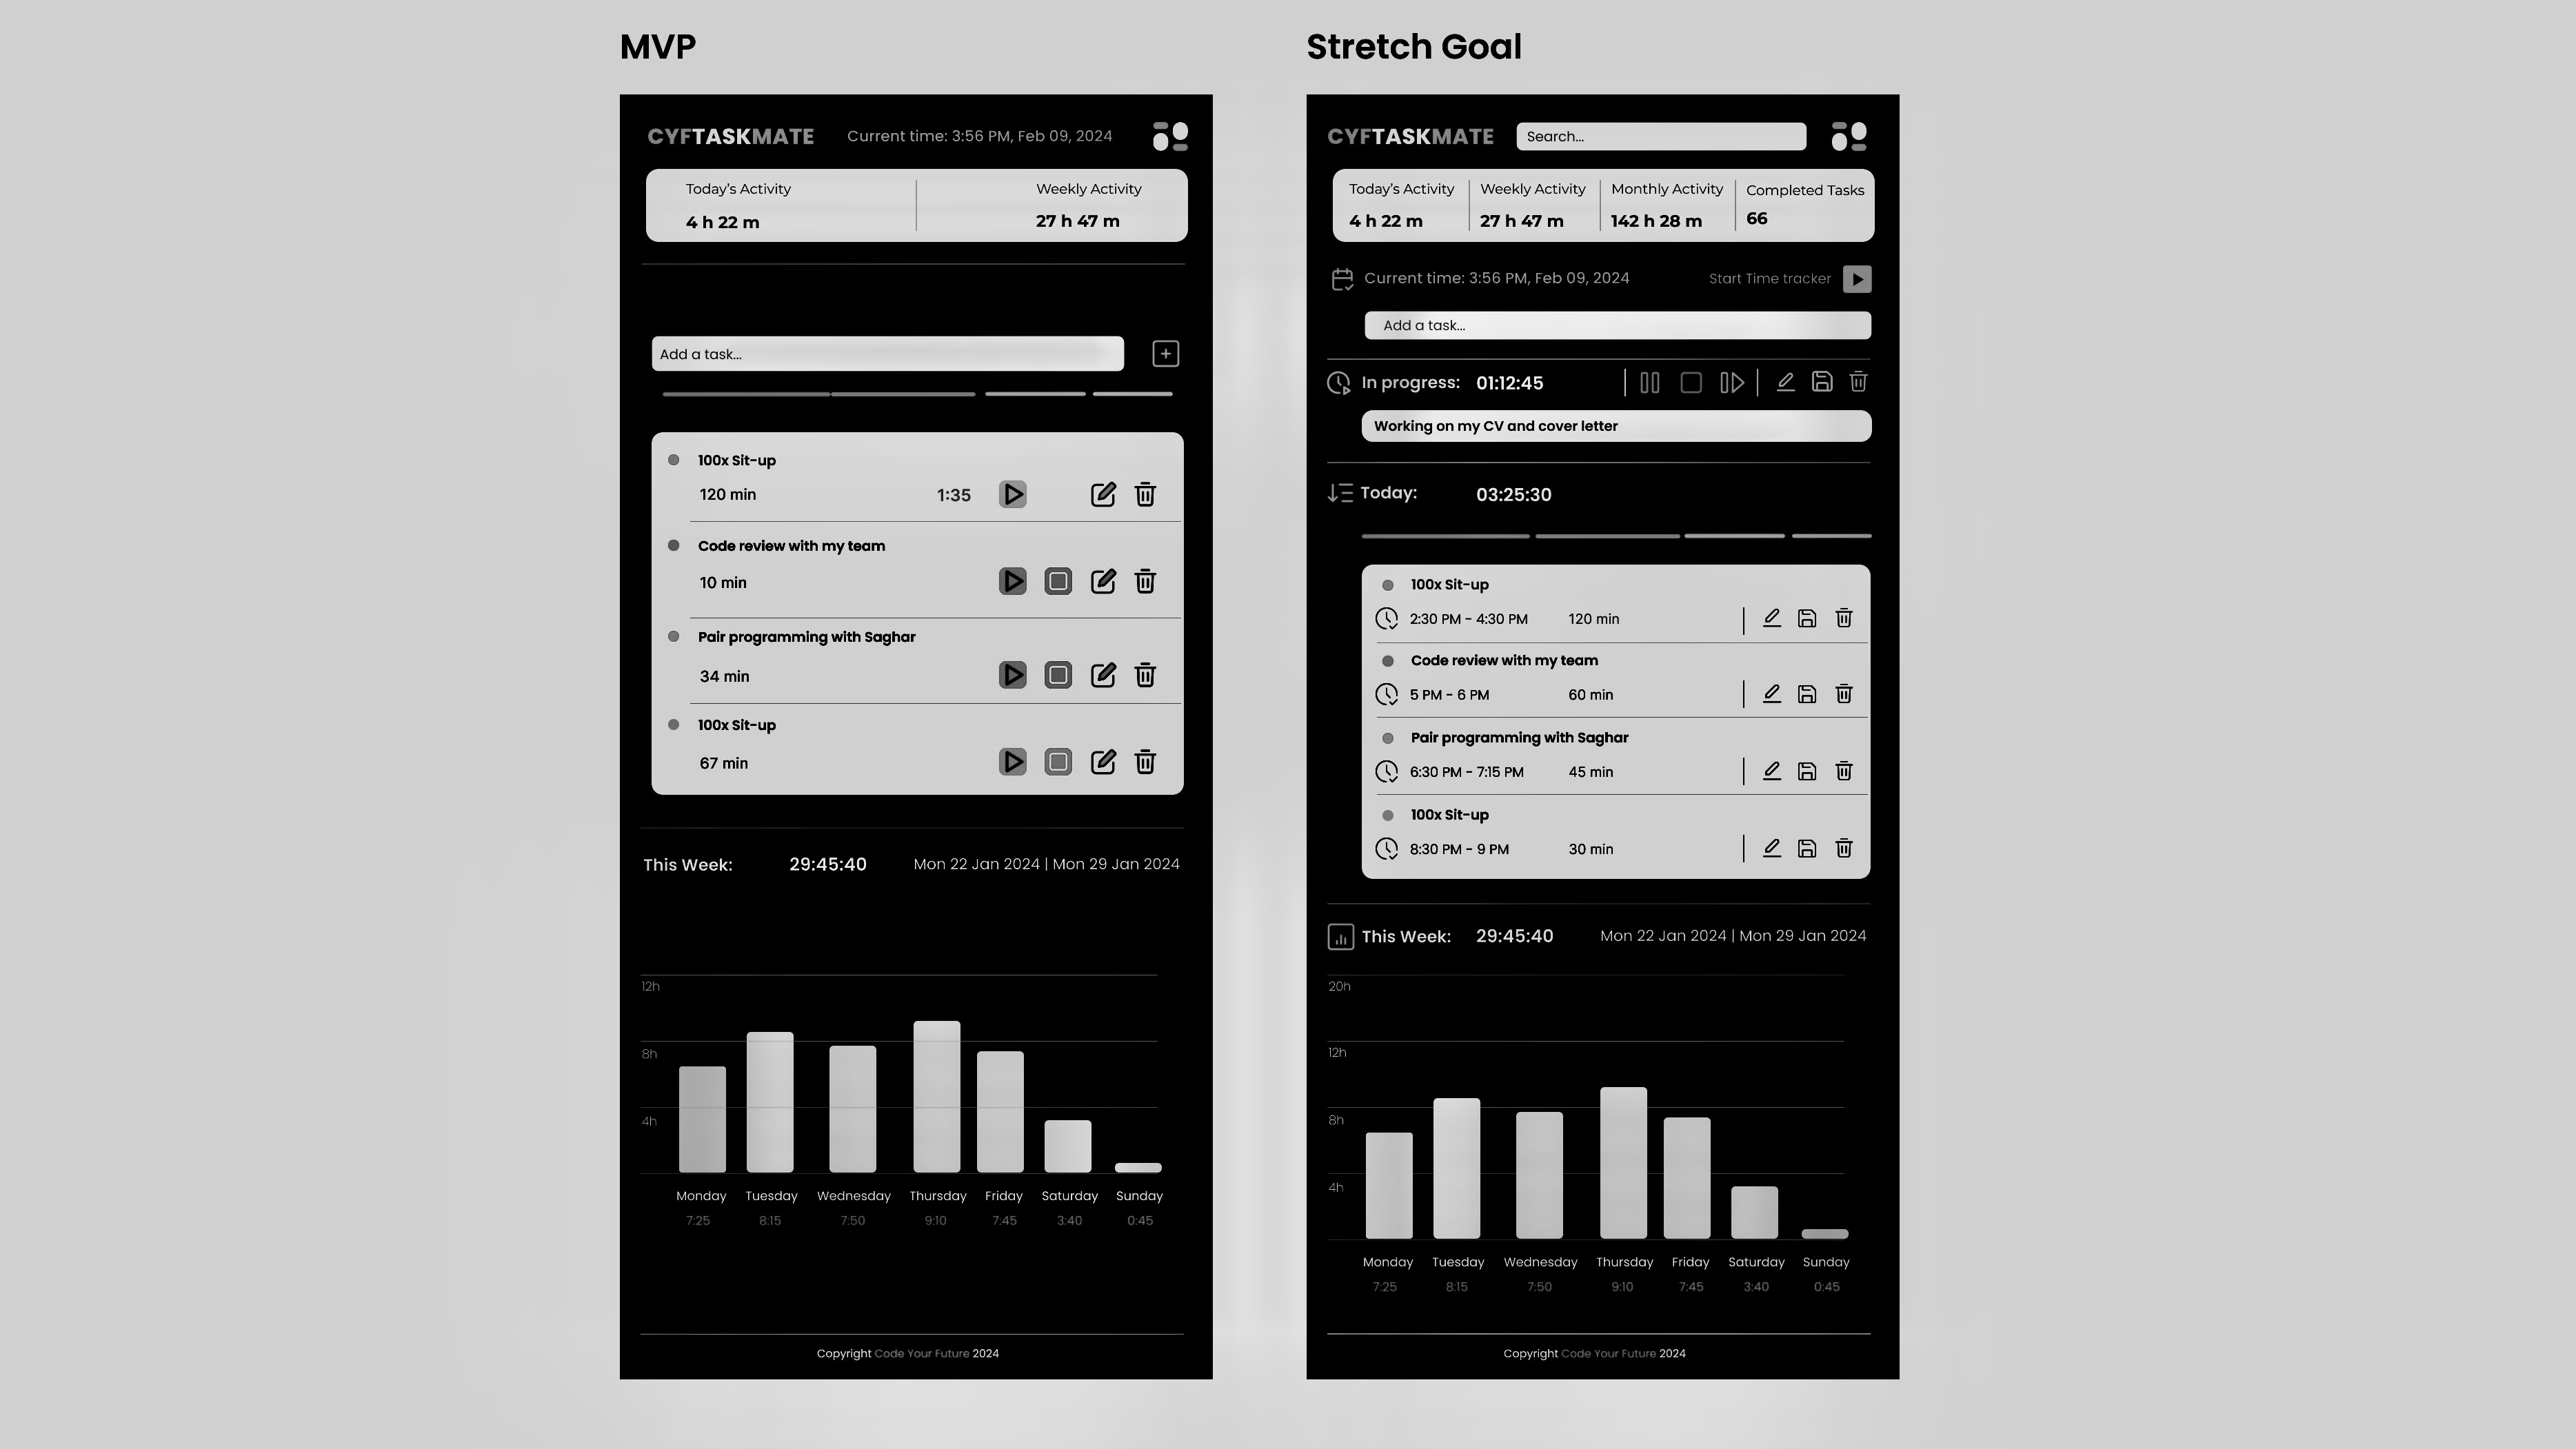 MVP
CYFTASKMATE Current time: 3:56 PM, Feb 09, 2024
Today's Activity Weekly Activity
4 h 22 m 27 h 47 m
Add a task...
100x Sit-up
120 min 1:35
Code review with my team
10 min
Pair programming with Saghar
34 min
100x Sit-up
67 min
This Week: 29:45:40 Mon 22 Jan 2024 | Mon 29 Jan 2024
12h
8h
4h
Monday Tuesday Wednesday Thursday Friday Saturday Sunday
7:25 8:15 7:50 9:10 7:45 3:40 0:45
Copyright Code Your Future 2024
Stretch Goal
CYFTASKMATE Search...
Today's Activity Weekly Activity Monthly Activity Completed Tasks
4 h 22 m 27 h 47 m 142 h 28 m 66
Current time: 3:56 PM, Feb 09, 2024 Start Time tracker
Add a task...
In progress: 01:12:45
Working on my CV and cover letter
Today: 03:25:30
100x Sit-up
2:30 PM - 4:30 PM 120 min
Code review with my team
5 PM - 6 PM 60 min
Pair programming with Saghar
6:30 PM - 7:15 PM 45 min
100x Sit-up
8:30 PM - 9 PM 30 min
This Week: 29:45:40 Mon 22 Jan 2024 | Mon 29 Jan 2024
20h
12h
8h
4h
Monday Tuesday Wednesday Thursday Friday Saturday Sunday
7:25 8:15 7:50 9:10 7:45 3:40 0:45
Copyright Code Your Future 2024